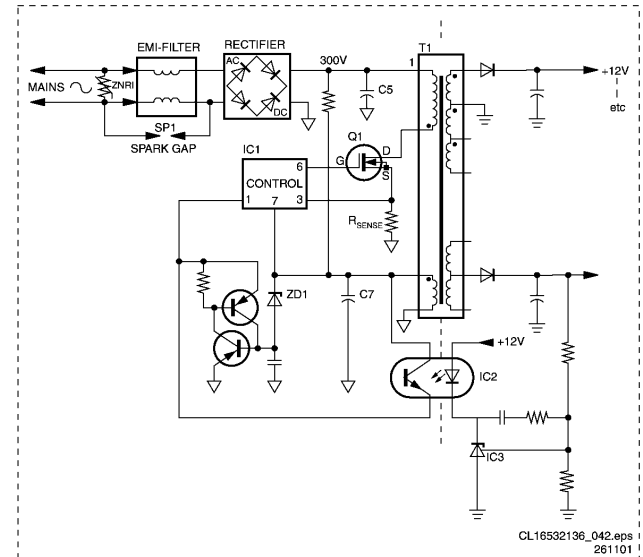 EMI-FILTER
RECTIFIER
T1
AC
300V
1
+12V
MAINS
ZNRI
C5
etc
DC
SP1
SPARK GAP
Q1
IC1
D
G
6
S
CONTROL
1
7
3
RSENSE
ZD1
C7
+12V
IC2
IC3
CL16532136_042.eps
261101